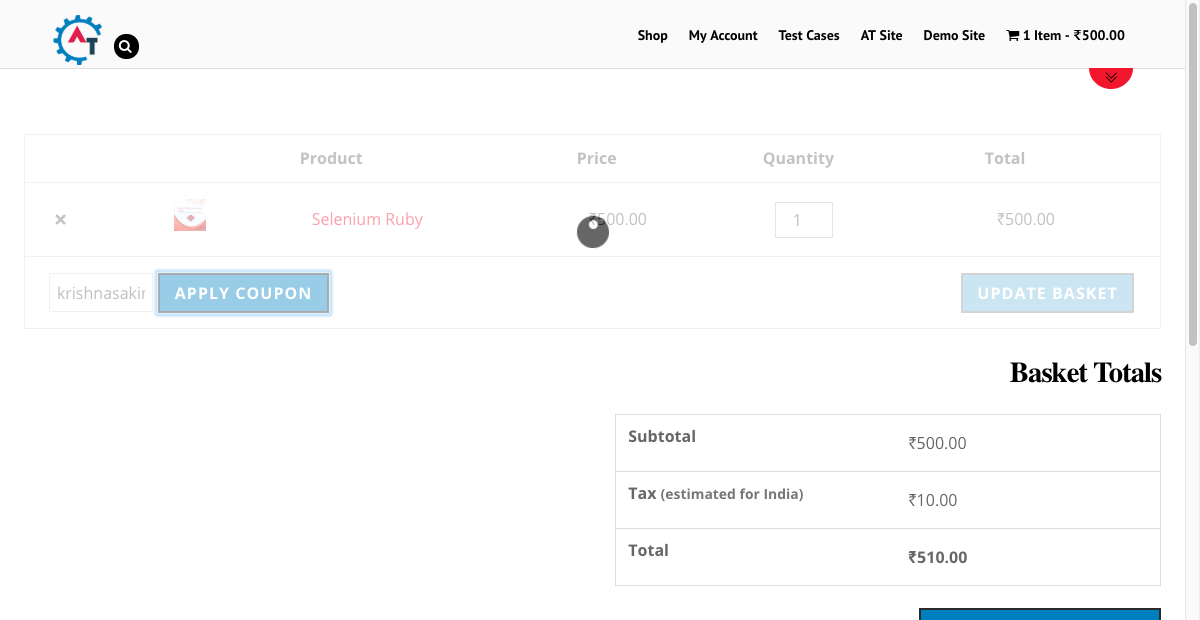 AT
Shop My Account Test Cases AT Site Demo Site 1 Item - ₹500.00
Product Price Quantity Total
× Selenium Ruby ₹500.00 1 ₹500.00
krishnasakin APPLY COUPON UPDATE BASKET
Basket Totals
Subtotal ₹500.00
Tax (estimated for India) ₹10.00
Total ₹510.00